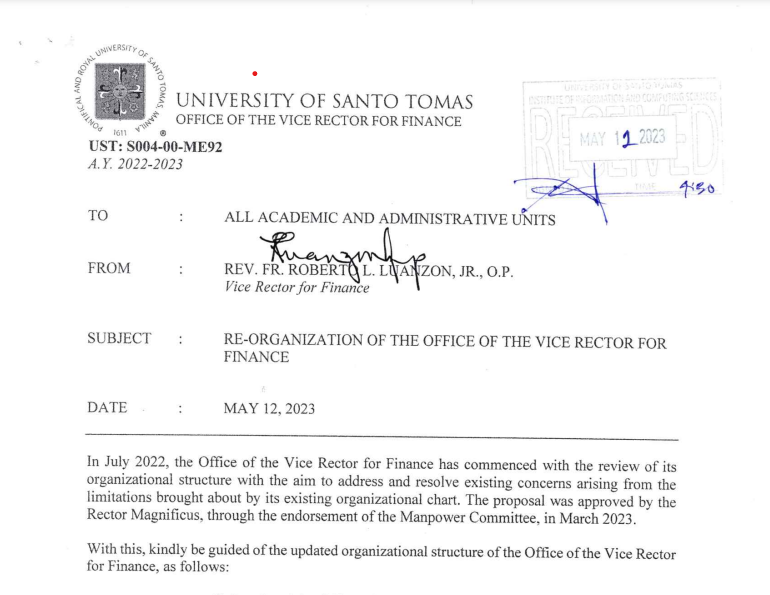 PONTIFICAL AND ROYAL UNIVERSITY OF SANTO TOMAS, MANILA
1611
®
UNIVERSITY OF SANTO TOMAS
OFFICE OF THE VICE RECTOR FOR FINANCE
UST: S004-00-ME92
A.Y. 2022-2023
UNIVERSITY OF SANTO TOMAS
INSTITUTE OF INFORMATION AND COMPUTING SCIENCES
RECEIVED
MAY 12 2023
TIME 4:30
TO : ALL ACADEMIC AND ADMINISTRATIVE UNITS
FROM : REV. FR. ROBERTO L. LUANZON, JR., O.P.
Vice Rector for Finance
SUBJECT : RE-ORGANIZATION OF THE OFFICE OF THE VICE RECTOR FOR
FINANCE
DATE : MAY 12, 2023
In July 2022, the Office of the Vice Rector for Finance has commenced with the review of its
organizational structure with the aim to address and resolve existing concerns arising from the
limitations brought about by its existing organizational chart. The proposal was approved by the
Rector Magnificus, through the endorsement of the Manpower Committee, in March 2023.
With this, kindly be guided of the updated organizational structure of the Office of the Vice Rector
for Finance, as follows: